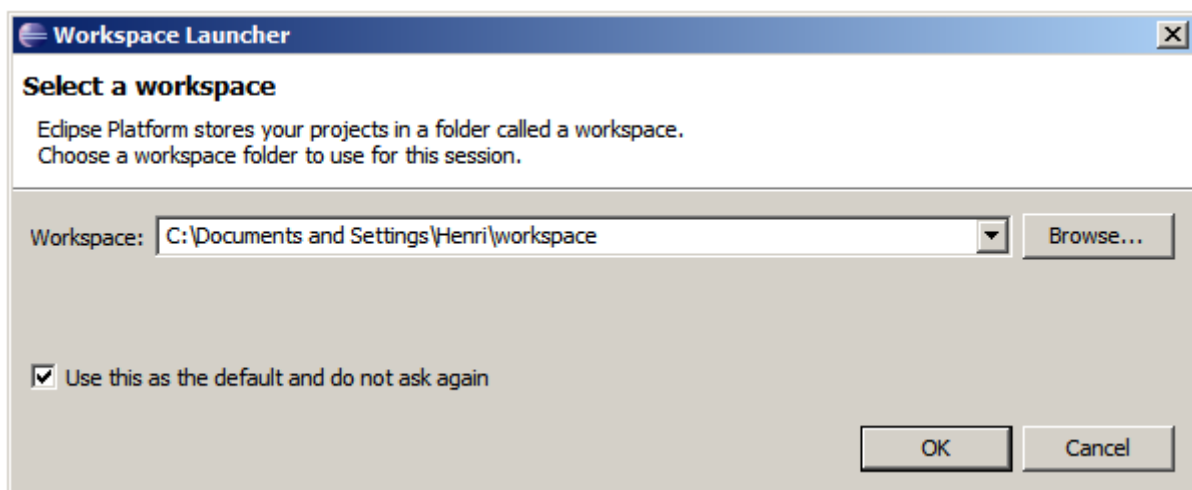 Workspace Launcher
Select a workspace
Eclipse Platform stores your projects in a folder called a workspace.
Choose a workspace folder to use for this session.
Workspace: C:\Documents and Settings\Henri\workspace Browse...
Use this as the default and do not ask again
OK Cancel